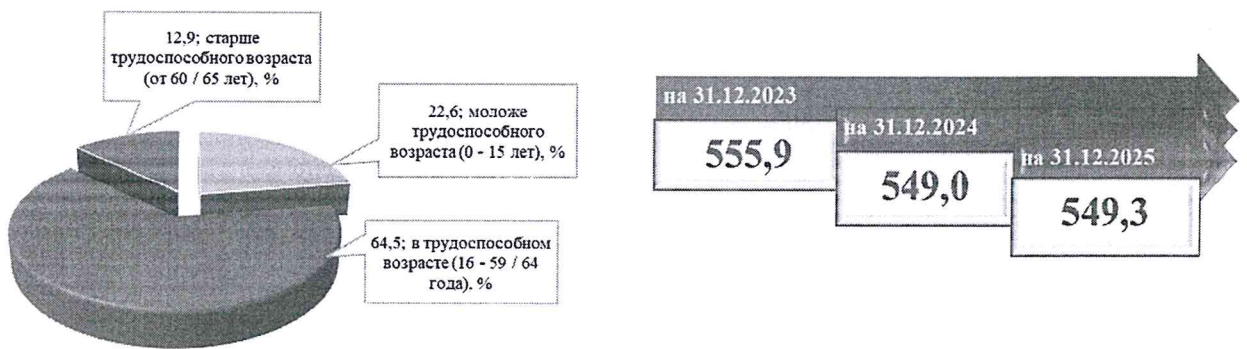 12,9; старше
трудоспособного возраста
(от 60 / 65 лет), %
22,6; моложе
трудоспособного
возраста (0 - 15 лет), %
64,5; в трудоспособном
возрасте (16 - 59 / 64
года), %
на 31.12.2023
555,9
на 31.12.2024
549,0
на 31.12.2025
549,3